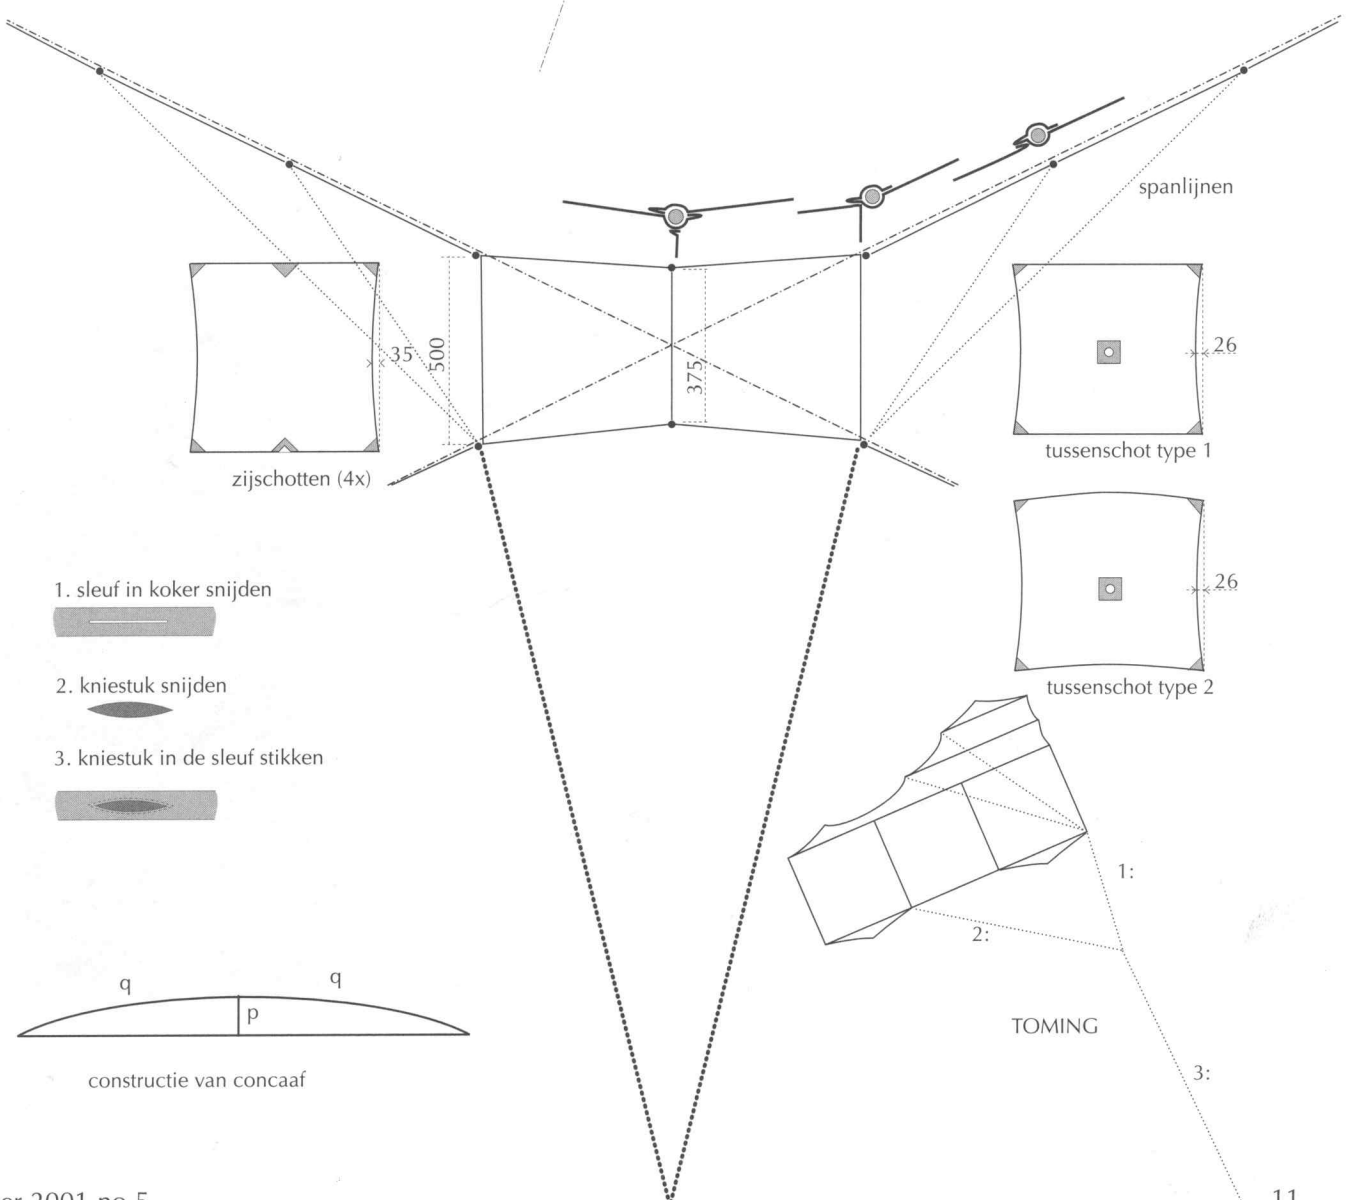 spanlijnen
35
500
375
26
zijschotten (4x)
tussenschot type 1
26
tussenschot type 2
1. sleuf in koker snijden
2. kniestuk snijden
3. kniestuk in de sleuf stikken
1:
2:
q
q
p
TOMING
3:
constructie van concaaf
2001 no 5
11